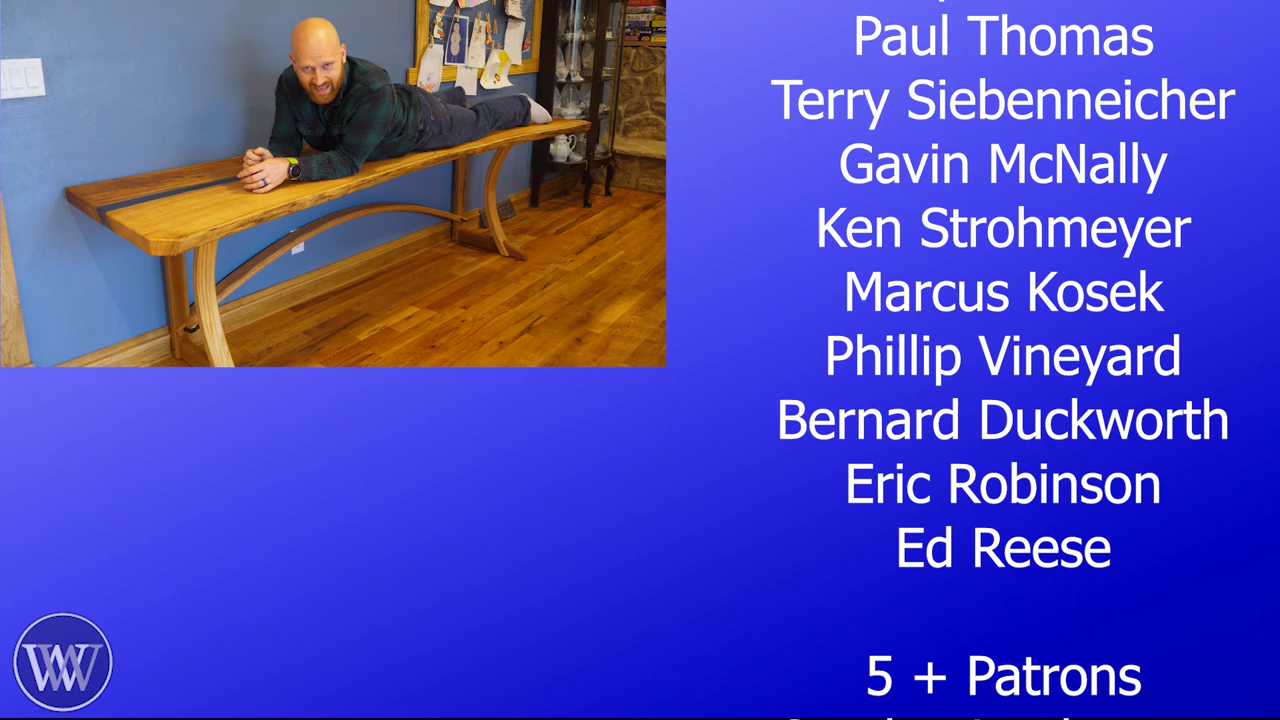 Paul Thomas
Terry Siebenneicher
Gavin McNally
Ken Strohmeyer
Marcus Kosek
Phillip Vineyard
Bernard Duckworth
Eric Robinson
Ed Reese
5 + Patrons
WW